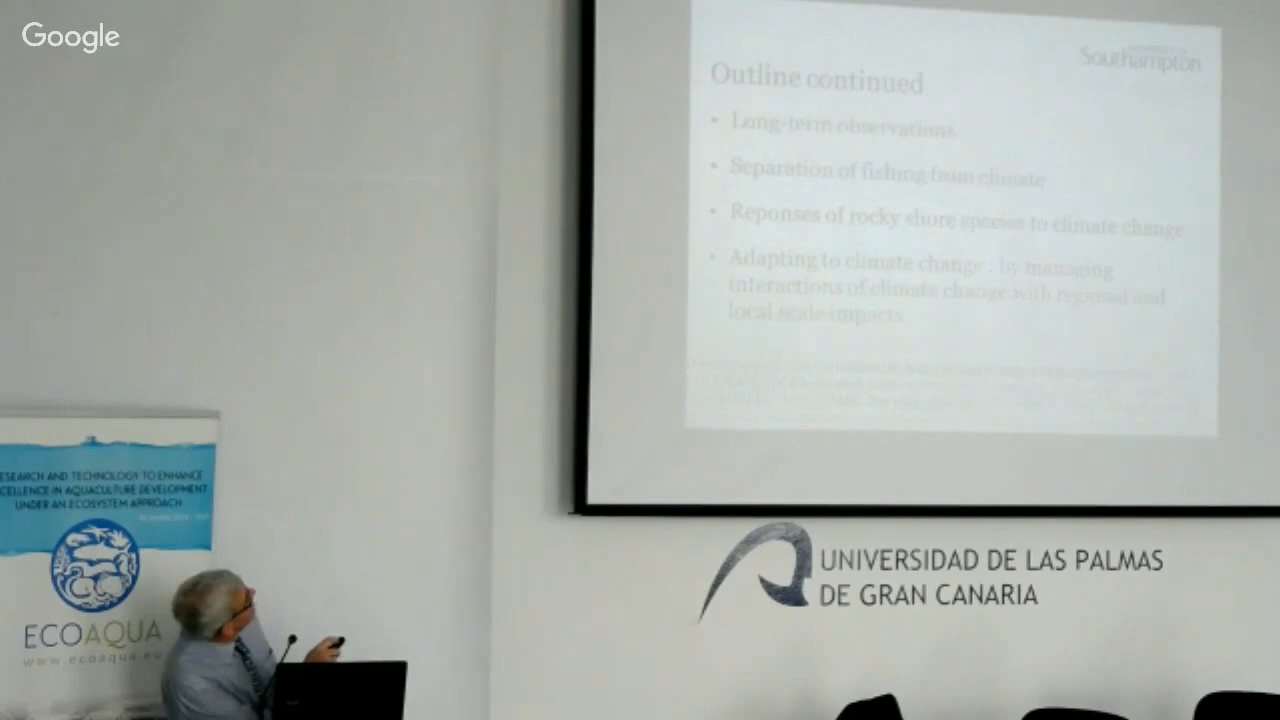 Google
Southampton
Outline continued
• Long-term observations
• Separation of fishing from climate
• Reponses of rocky shore species to climate change
• Adapting to climate change : by managing
interactions of climate change with regional and
local scale impacts
ESEARCH AND TECHNOLOGY TO ENHANCE
CELLENCE IN AQUACULTURE DEVELOPMENT
UNDER AN ECOSYSTEM APPROACH
ECOAQUA
www.ecoaqua.eu
UNIVERSIDAD DE LAS PALMAS
DE GRAN CANARIA